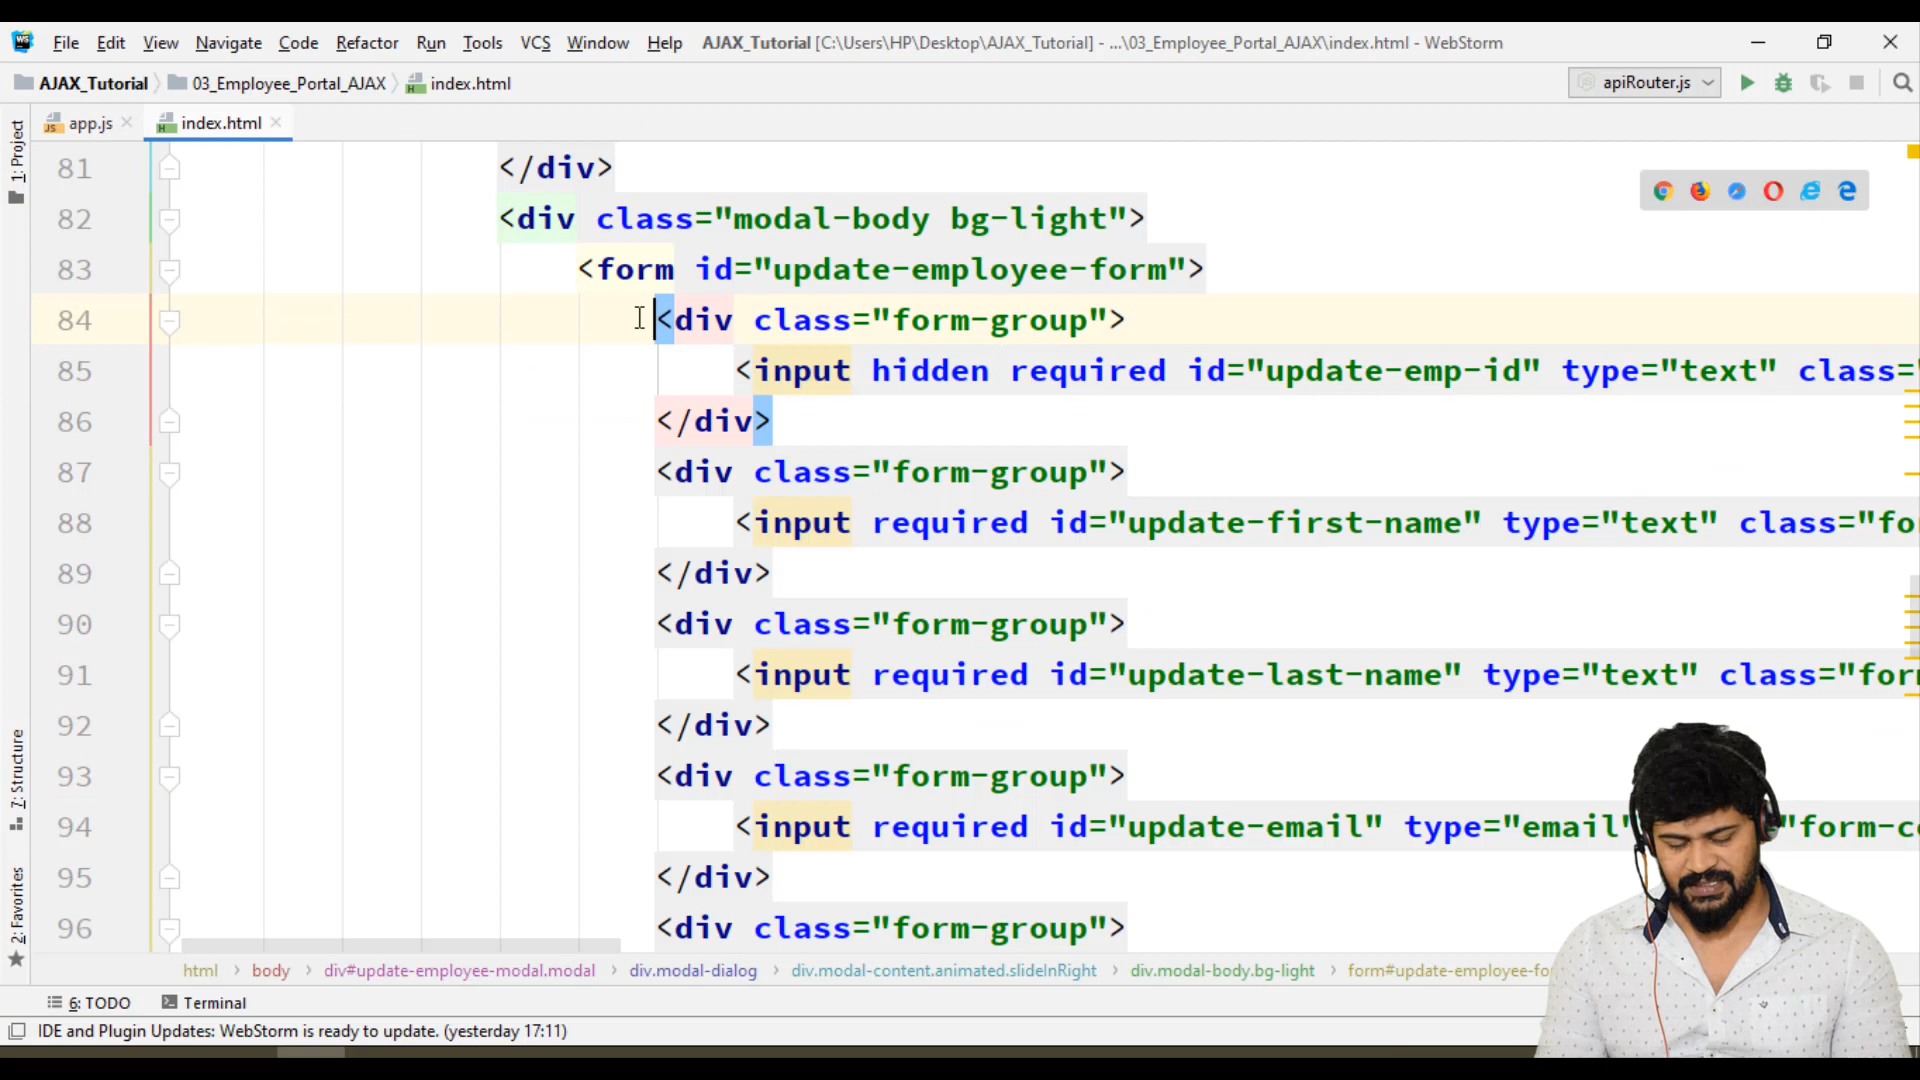 File Edit View Navigate Code Refactor Run Tools VCS Window Help AJAX_Tutorial [C:\Users\HP\Desktop\AJAX_Tutorial] - ...\03_Employee_Portal_AJAX\index.html - WebStorm
AJAX_Tutorial 03_Employee_Portal_AJAX index.html apiRouter.js
app.js index.html
1: Project
7: Structure
2: Favorites
81 </div>
82 <div class="modal-body bg-light">
83 <form id="update-employee-form">
84 <div class="form-group">
85 <input hidden required id="update-emp-id" type="text" class="
86 </div>
87 <div class="form-group">
88 <input required id="update-first-name" type="text" class="fo
89 </div>
90 <div class="form-group">
91 <input required id="update-last-name" type="text" class="for
92 </div>
93 <div class="form-group">
94 <input required id="update-email" type="email" "form-c
95 </div>
96 <div class="form-group">
html body div#update-employee-modal.modal div.modal-dialog div.modal-content.animated.slideInRight div.modal-body.bg-light form#update-employee-fo
6: TODO Terminal
IDE and Plugin Updates: WebStorm is ready to update. (yesterday 17:11)